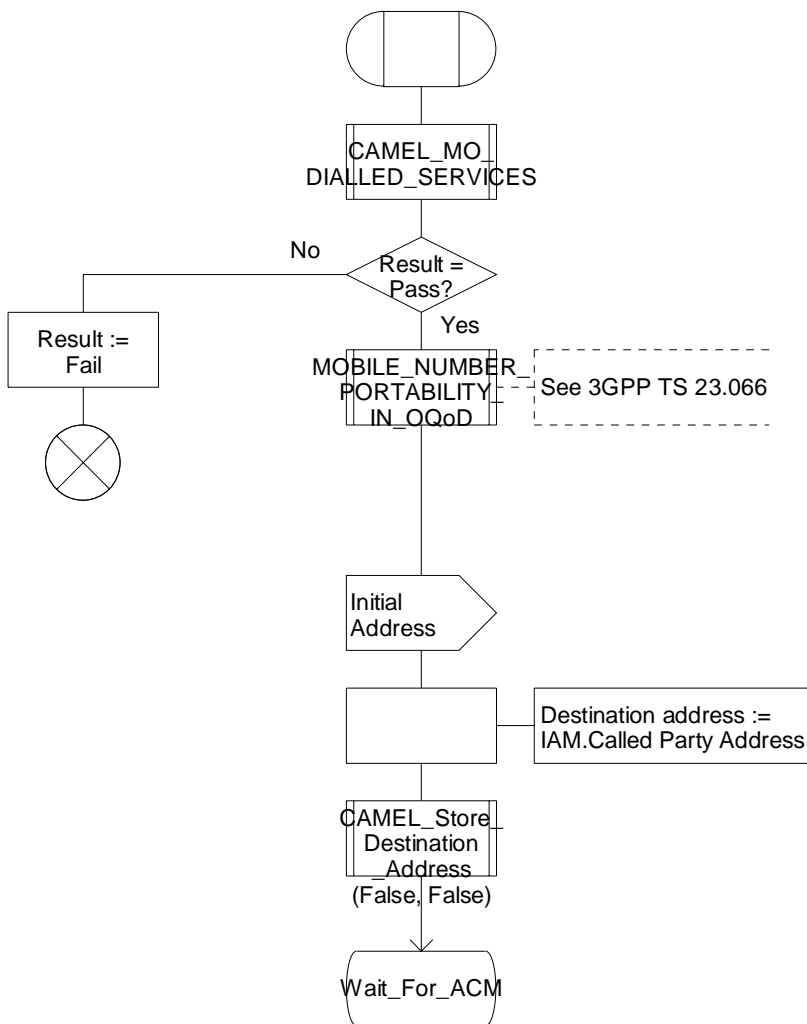 CAMEL_MO_
DIALLED_SERVICES
No
Result =
Pass?
Yes
Result :=
Fail
MOBILE_NUMBER_
PORTABILITY_
IN_OQoD
See 3GPP TS 23.066
Initial
Address
Destination address :=
IAM.Called Party Address
CAMEL_Store_
Destination
_Address
(False, False)
Wait_For_ACM